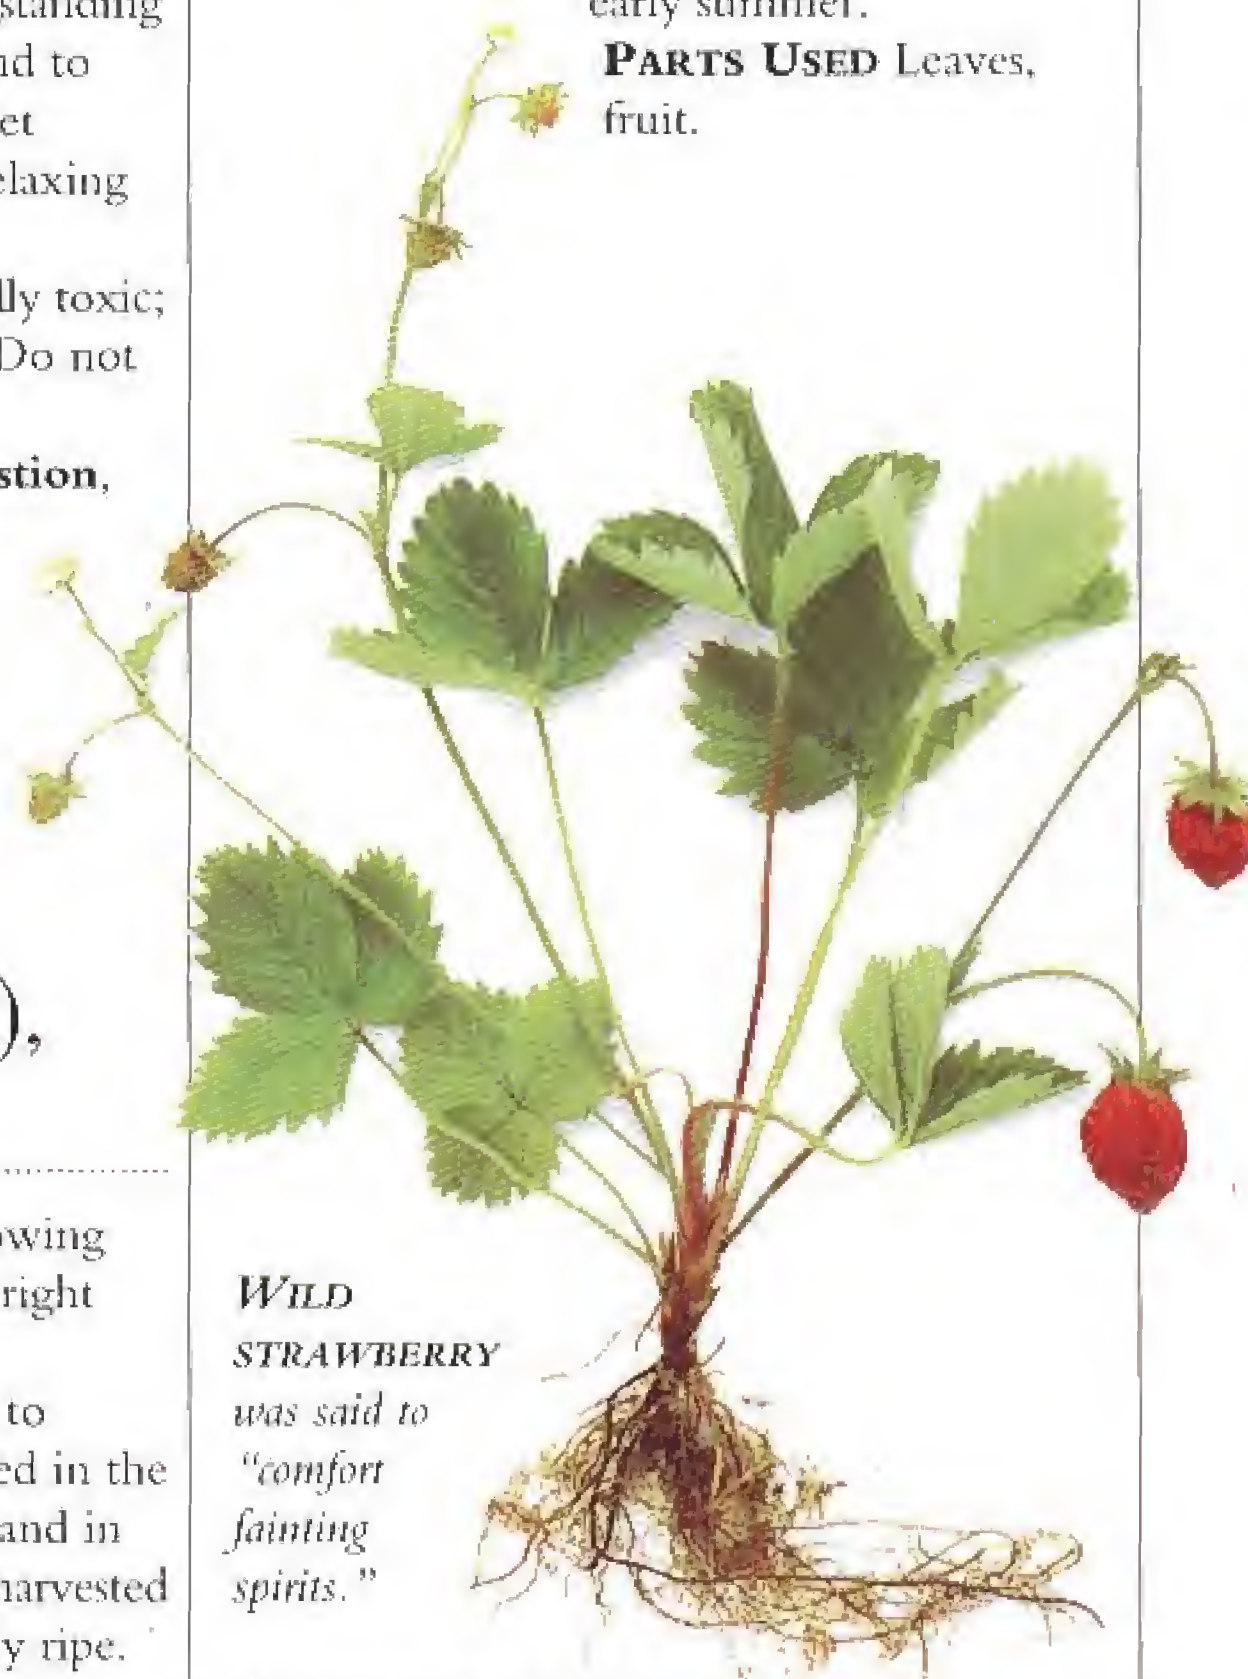 standing
nd to
et
elaxing
lly toxic;
Do not
stion,
),
owing
right
to
ed in the
and in
harvested
y ripe.
early summer.
PARTS USED Leaves,
fruit.
WILD
STRAWBERRY
was said to
“comfort
fainting
spirits.”